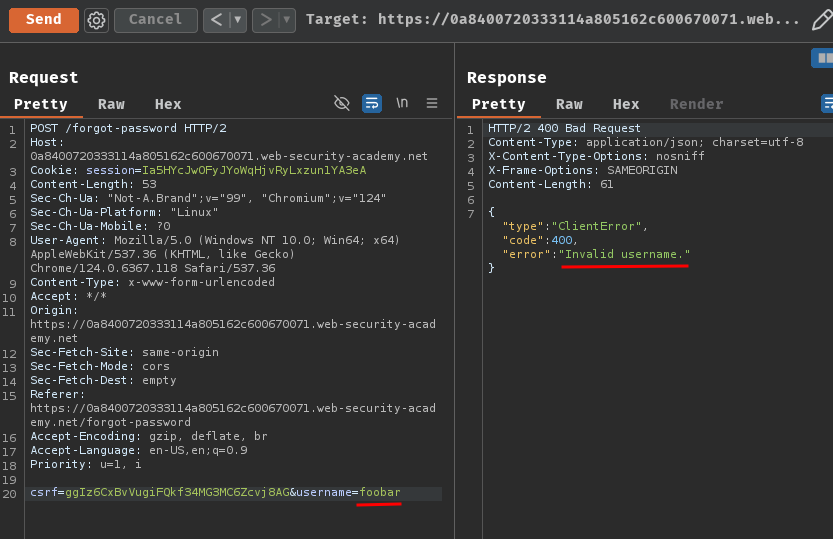 Send Cancel < > Target: https://0a8400720333114a805162c600670071.web...
Request
Pretty Raw Hex \n
1 POST /forgot-password HTTP/2
2 Host:
0a8400720333114a805162c600670071.web-security-academy.net
3 Cookie: session=Ia5HYcJwOFyJYoWqHjvRyLxzun1YA3eA
4 Content-Length: 53
5 Sec-Ch-Ua: "Not-A.Brand";v="99", "Chromium";v="124"
6 Sec-Ch-Ua-Platform: "Linux"
7 Sec-Ch-Ua-Mobile: ?0
8 User-Agent: Mozilla/5.0 (Windows NT 10.0; Win64; x64)
AppleWebKit/537.36 (KHTML, like Gecko)
Chrome/124.0.6367.118 Safari/537.36
9 Content-Type: x-www-form-urlencoded
10 Accept: */*
11 Origin:
https://0a8400720333114a805162c600670071.web-security-acad
emy.net
12 Sec-Fetch-Site: same-origin
13 Sec-Fetch-Mode: cors
14 Sec-Fetch-Dest: empty
15 Referer:
https://0a8400720333114a805162c600670071.web-security-acad
emy.net/forgot-password
16 Accept-Encoding: gzip, deflate, br
17 Accept-Language: en-US,en;q=0.9
18 Priority: u=1, i
19
20 csrf=ggIz6CxBvVugiFQkf34MG3MC6Zcvj8AG&username=foobar
Response
Pretty Raw Hex Render
1 HTTP/2 400 Bad Request
2 Content-Type: application/json; charset=utf-8
3 X-Content-Type-Options: nosniff
4 X-Frame-Options: SAMEORIGIN
5 Content-Length: 61
6
7 {
"type":"ClientError",
"code":400,
"error":"Invalid username."
}